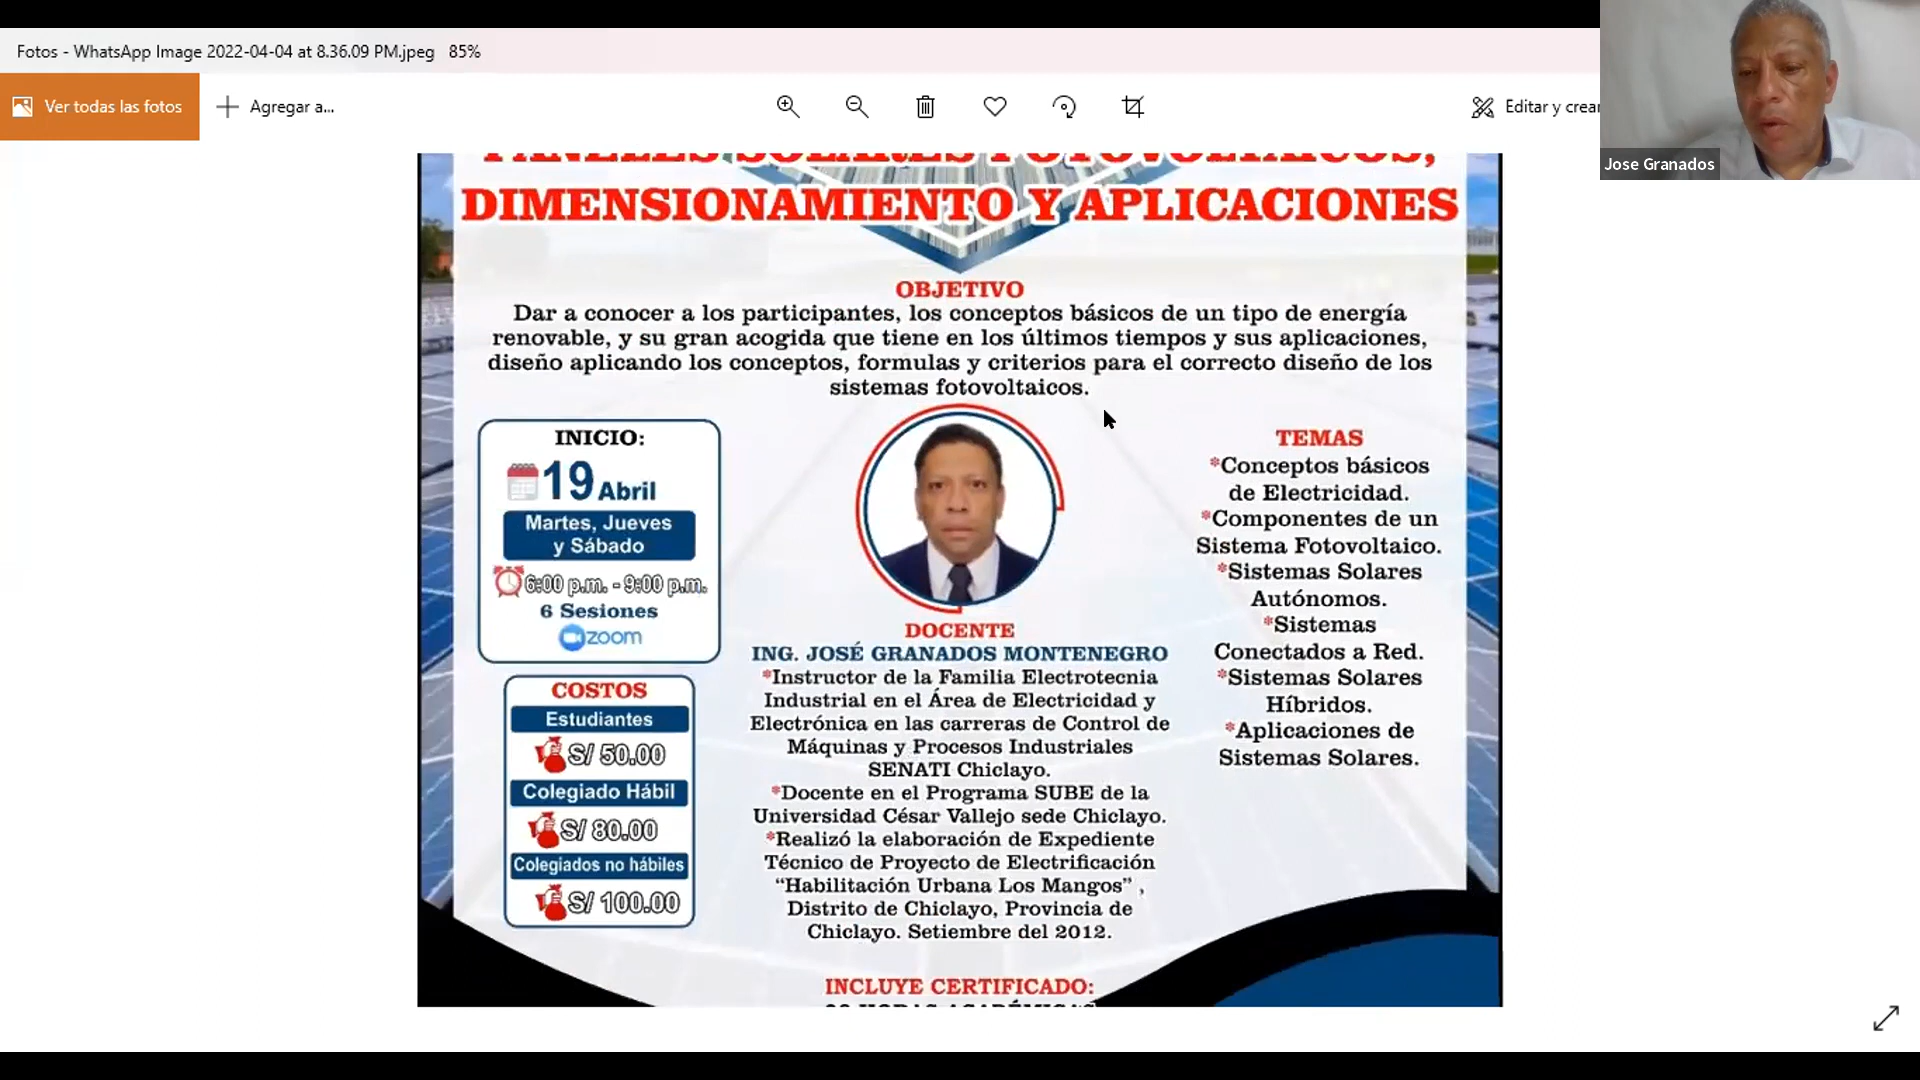 Fotos - WhatsApp Image 2022-04-04 at 8.36.09 PM.jpeg 85%
Ver todas las fotos
Agregar a...
Editar y crear
Jose Granados
PANELES SOLARES FOTOVOLTAICOS,
DIMENSIONAMIENTO Y APLICACIONES
OBJETIVO
Dar a conocer a los participantes, los conceptos básicos de un tipo de energía
renovable, y su gran acogida que tiene en los últimos tiempos y sus aplicaciones,
diseño aplicando los conceptos, formulas y criterios para el correcto diseño de los
sistemas fotovoltaicos.
INICIO:
19 Abril
Martes, Jueves
y Sábado
6:00 p.m. - 9:00 p.m.
6 Sesiones
zoom
COSTOS
Estudiantes
S/ 50.00
Colegiado Hábil
S/ 80.00
Colegiados no hábiles
S/ 100.00
DOCENTE
ING. JOSÉ GRANADOS MONTENEGRO
*Instructor de la Familia Electrotecnia
Industrial en el Área de Electricidad y
Electrónica en las carreras de Control de
Máquinas y Procesos Industriales
SENATI Chiclayo.
*Docente en el Programa SUBE de la
Universidad César Vallejo sede Chiclayo.
*Realizó la elaboración de Expediente
Técnico de Proyecto de Electrificación
“Habilitación Urbana Los Mangos” ,
Distrito de Chiclayo, Provincia de
Chiclayo. Setiembre del 2012.
TEMAS
*Conceptos básicos
de Electricidad.
*Componentes de un
Sistema Fotovoltaico.
*Sistemas Solares
Autónomos.
*Sistemas
Conectados a Red.
*Sistemas Solares
Híbridos.
*Aplicaciones de
Sistemas Solares.
INCLUYE CERTIFICADO:
HORAS ACADÉMICAS